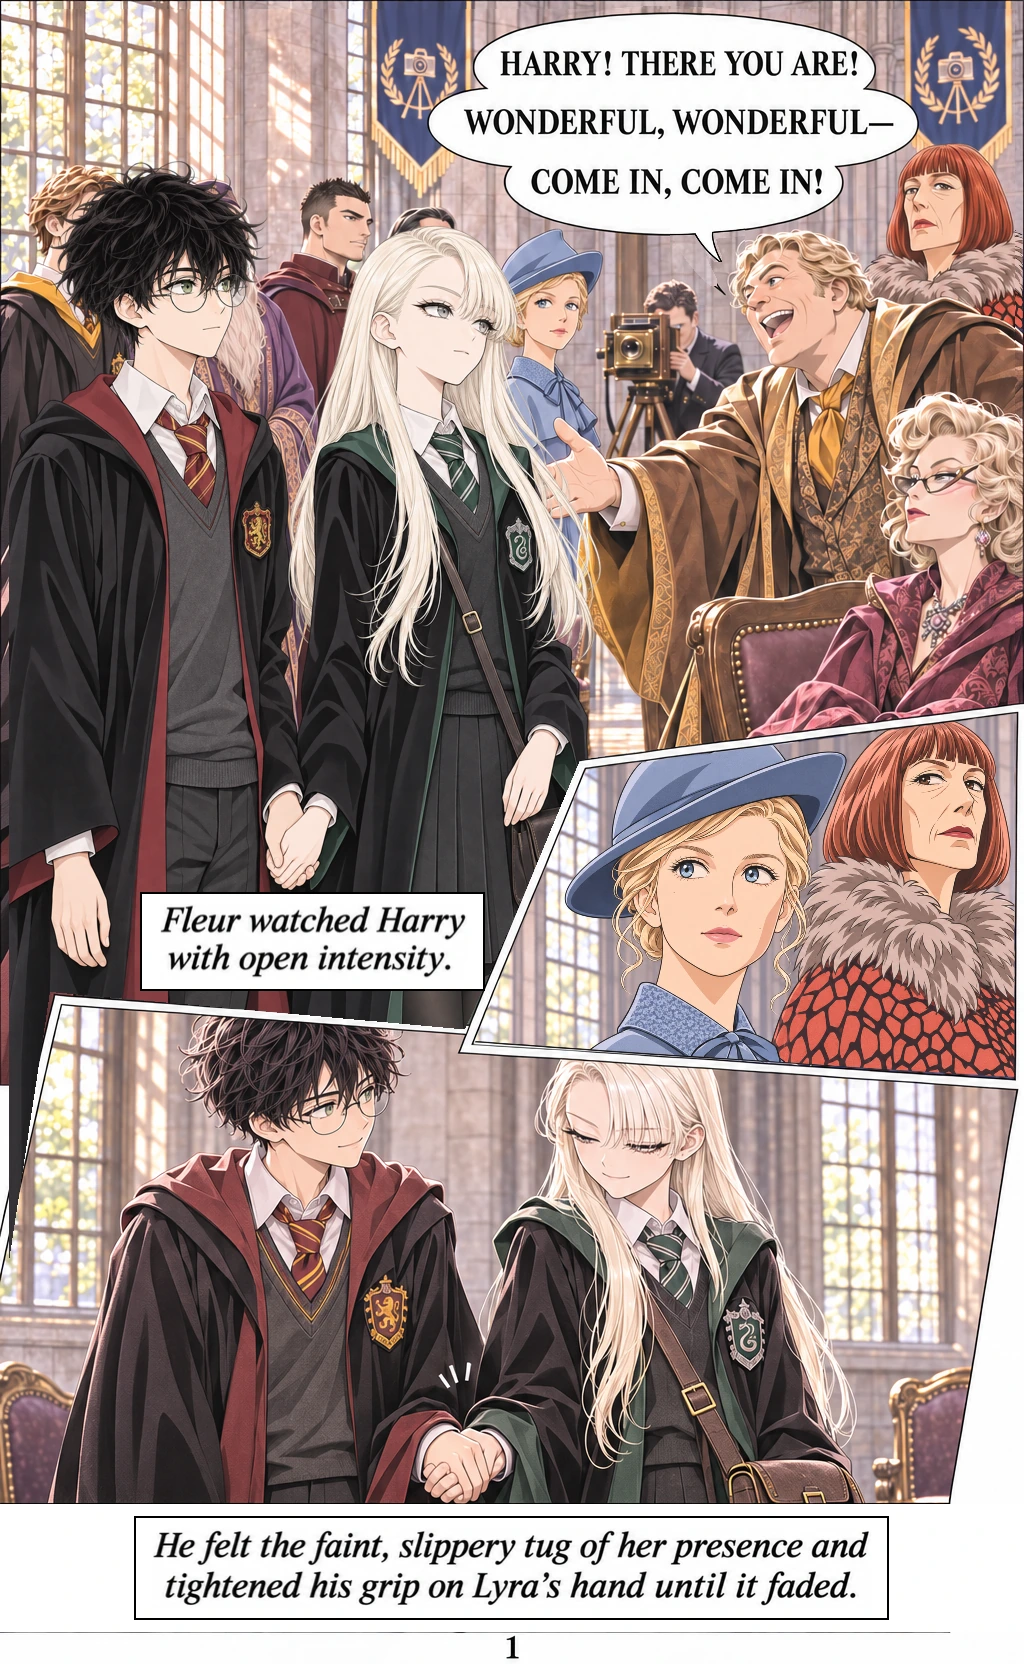 HARRY! THERE YOU ARE!
WONDERFUL, WONDERFUL—
COME IN, COME IN!
Fleur watched Harry
with open intensity.
He felt the faint, slippery tug of her presence and
tightened his grip on Lyra's hand until it faded.
1